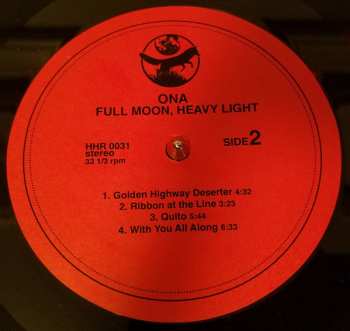 ONA
FULL MOON, HEAVY LIGHT
HHR 0031
stereo
33 1/3 rpm
SIDE 2
1. Golden Highway Deserter 4:32
2. Ribbon at the Line 3:23
3. Quito 5:44
4. With You All Along 6:33